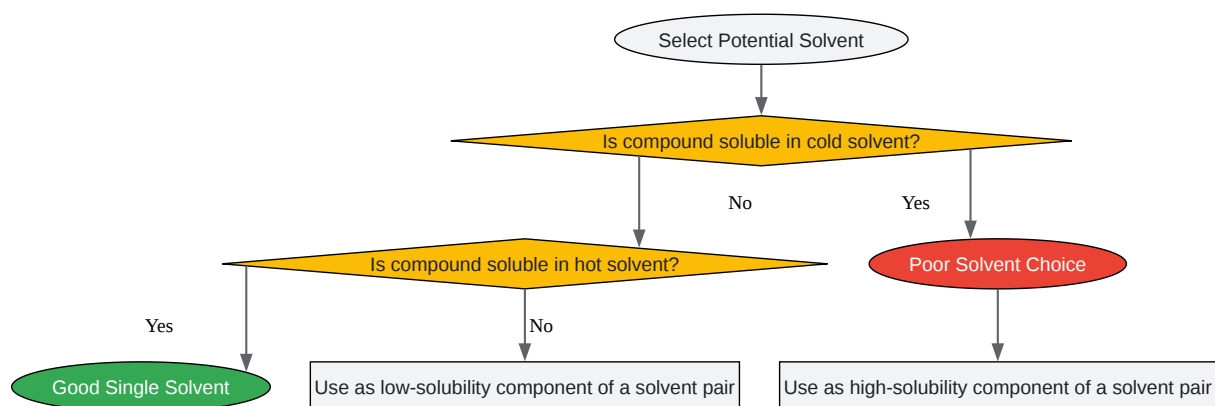 Select Potential Solvent
Is compound soluble in cold solvent?
No
Yes
Is compound soluble in hot solvent?
Poor Solvent Choice
Yes
No
Good Single Solvent
Use as low-solubility component of a solvent pair
Use as high-solubility component of a solvent pair